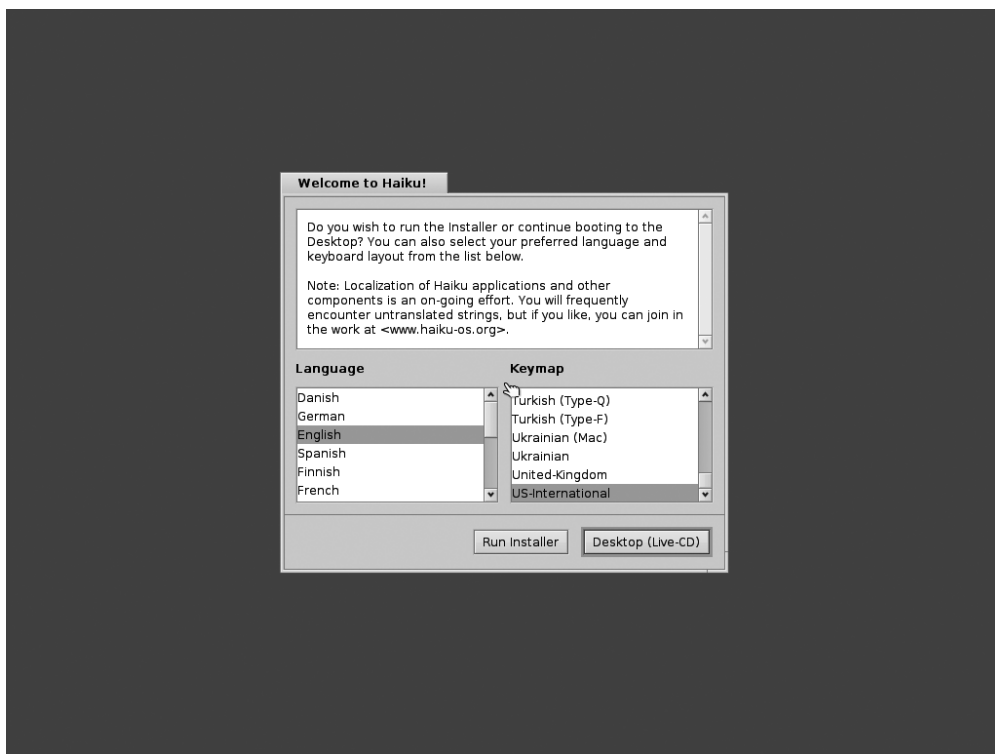 Welcome to Haiku!
Do you wish to run the Installer or continue booting to the
Desktop? You can also select your preferred language and
keyboard layout from the list below.
Note: Localization of Haiku applications and other
components is an on-going effort. You will frequently
encounter untranslated strings, but if you like, you can join in
the work at <www.haiku-os.org>.
Language
Danish
German
English
Spanish
Finnish
French
Keymap
Turkish (Type-Q)
Turkish (Type-F)
Ukrainian (Mac)
Ukrainian
United-Kingdom
US-International
Run Installer
Desktop (Live-CD)